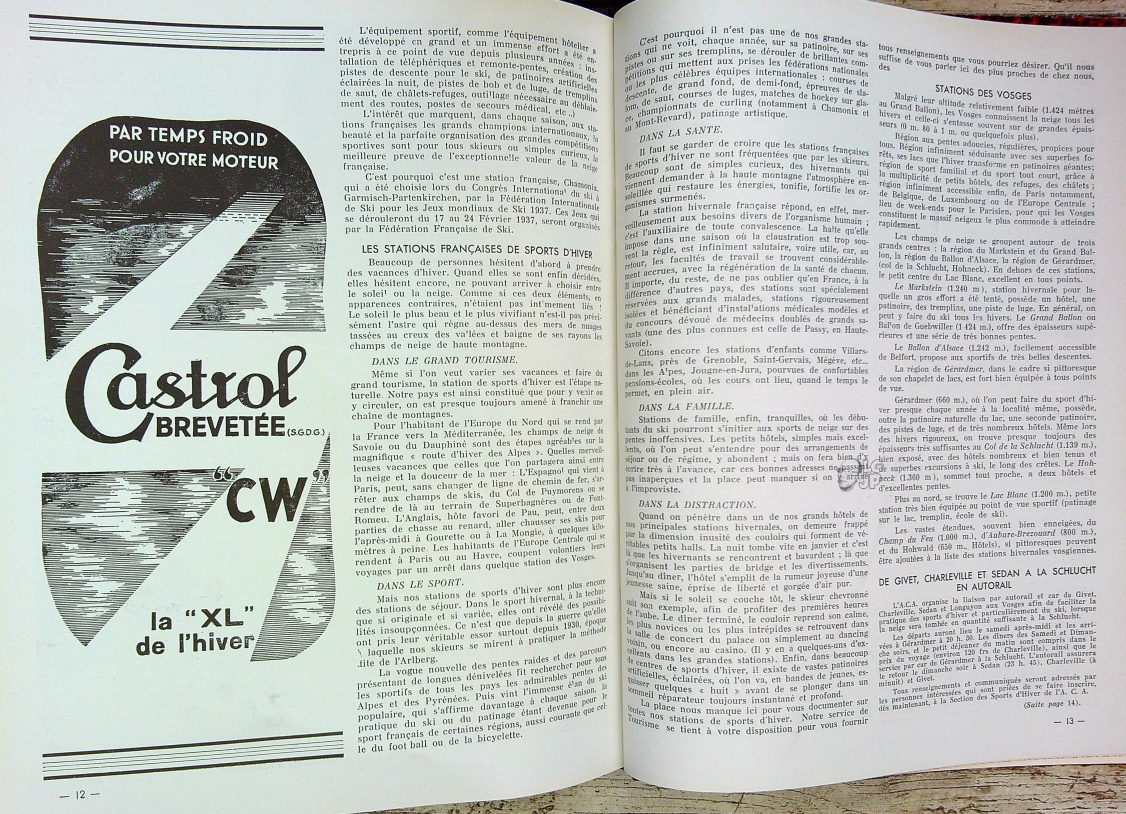 PAR TEMPS FROID
POUR VOTRE MOTEUR
Castrol
BREVETÉE (S.G.D.G.)
"CW"
la "XL"
de l'hiver
— 12 —
L'équipement sportif, comme l'équipement hôtelier a
été développé en grand et un immense effort a été en-
trepris à ce point de vue depuis plusieurs années : ins-
tallation de téléphériques et remonte-pentes, création des
pistes de descente pour le ski, de patinoires artificielles
éclairées la nuit, de pistes de bob et de luge, de tremplins
de saut, de châlets-refuges, outillage nécessaire au déblaie-
ment des routes, postes de secours médical, etc...)
L'intérêt que marquent, dans chaque saison, aux sta-
tions françaises les grands champions internationaux, la
beauté et la parfaite organisation des grandes compétitions
sportives sont pour tous skieurs ou simples curieux, la
meilleure preuve de l'exceptionnelle valeur de la neige
française.
C'est pourquoi c'est une station française, Chamonix,
qui a été choisie lors du Congrès International du ski à
Garmisch-Partenkirchen, par la Fédération Internationale
de Ski pour les Jeux mondiaux de Ski 1937. Ces Jeux qui
se dérouleront du 17 au 24 Février 1937, seront organisés
par la Fédération Française de Ski.
LES STATIONS FRANÇAISES DE SPORTS D'HIVER
Beaucoup de personnes hésitent d'abord à prendre
des vacances d'hiver. Quand elles se sont enfin décidées,
elles hésitent encore, ne pouvant arriver à choisir entre
le soleil ou la neige. Comme si ces deux éléments, en
apparences contraires, n'étaient pas intimement liés !
Le soleil le plus beau et le plus vivifiant n'est-il pas préci-
sément l'astre qui règne au-dessus des mers de nuages
tassées au creux des va'lées et baigne de ses rayons les
champs de neige de haute montagne.
DANS LE GRAND TOURISME.
Même si l'on veut varier ses vacances et faire du
grand tourisme, la station de sports d'hiver est l'étape na-
turelle. Notre pays est ainsi constitué que pour y venir ou
y circuler, on est presque toujours amené à franchir une
chaîne de montagnes.
Pour l'habitant de l'Europe du Nord qui se rend par
la France vers la Méditerranée, les champs de neige de
Savoie ou du Dauphiné sont des étapes agréables sur la
magnifique « route d'hiver des Alpes ». Quelles merveil-
leuses vacances que celles que l'on partagera ainsi entre
la neige et la douceur de la mer : L'Espagnol qui vient à
Paris, peut, sans changer de ligne de chemin de fer, s'ar-
rêter aux champs de skis, du Col de Puymorens ou se
rendre de là au terrain de Superbagnères ou de Font-
Romeu. L'Anglais, hôte favori de Pau, peut, entre deux
parties de chasse au renard, aller chausser ses skis pour
l'après-midi à Gourette ou à La Mongie, à quelques kilo-
mètres à peine. Les habitants de l'Europe Centrale qui se
rendent à Paris ou au Havre, coupent volontiers leurs
voyages par un arrêt dans quelque station des Vosges.
DANS LE SPORT.
Mais nos stations de sports d'hiver sont plus encore
des stations de séjour. Dans le sport hivernal, à la techni-
que si originale et si variée, elles ont révélé des possibi-
lités insoupçonnées. Ce n'est que depuis la guerre qu'elles
ont pris leur véritable essor surtout depuis 1930, époque
laquelle nos skieurs se mirent à pratiquer la méthode
dite de l'Arlberg.
La vogue nouvelle des pentes raides et des parcours
présentant de longues dénivelées fit rechercher pour tous
les sportifs de tous les pays les admirables pentes des
Alpes et des Pyrénées. Puis vint l'immense élan du ski
populaire, qui s'affirme davantage à chaque saison, la
pratique du ski ou du patinage étant devenue pour le
sport français de certaines régions, aussi courante que cel-
le du foot ball ou de la bicyclette.
C'est pourquoi il n'est pas une de nos grandes sta-
tions qui ne voit, chaque année, sur sa patinoire, sur ses
pistes ou sur ses tremplins, se dérouler de brillantes com-
pétitions qui mettent aux prises les fédérations nationales
ou les plus célèbres équipes internationales : courses de
descente, de grand fond, de demi-fond, épreuves de sla-
lom, de saut, courses de luges, matches de hockey sur gla-
ce, championnats de curling (notamment à Chamonix et
au Mont-Revard), patinage artistique.
DANS LA SANTE.
Il faut se garder de croire que les stations françaises
de sports d'hiver ne sont fréquentées que par les skieurs.
Beaucoup sont de simples curieux, des hivernants qui
viennent demander à la haute montagne l'atmosphère en-
soleillée qui restaure les énergies, tonifie, fortifie les or-
ganismes surmenés.
La station hivernale française répond, en effet, mer-
veilleusement aux besoins divers de l'organisme humain ;
c'est l'auxiliaire de toute convalescence. La halte qu'elle
impose dans une saison où la claustration est trop sou-
vent la règle, est infiniment salutaire, voire utile, car, au
retour, les facultés de travail se trouvent considérable-
ment accrues, avec la régénération de la santé de chacun.
Il importe, du reste, de ne pas oublier qu'en France, à la
différence d'autres pays, des stations sont spécialement
réservées aux grands malades, stations rigoureusement
isolées et bénéficiant d'instal'ations médicales modèles et
du concours dévoué de médecins doublés de grands sa-
vants (une des plus connues est celle de Passy, en Haute-
Savoie).
Citons encore les stations d'enfants comme Villars-
de-Lans, près de Grenoble, Saint-Gervais, Mégève, etc...,
dans les A'pes, Jougne-en-Jura, pourvues de confortables
pensions-écoles, où les cours ont lieu, quand le temps le
permet, en plein air.
DANS LA FAMILLE.
Stations de famille, enfin, tranquilles, où les débu-
tants du ski pourront s'initier aux sports de neige sur des
pentes inoffensives. Les petits hôtels, simples mais excel-
lents, où l'on peut s'entendre pour des arrangements de
séjour ou de régime, y abondent ; mais on fera bien d'y
écrire très à l'avance, car ces bonnes adresses ne
pas inaperçues et la place peut manquer si on
à l'improviste.
DANS LA DISTRACTION.
Quand on pénètre dans un de nos grands hôtels de
nos principales stations hivernales, on demeure frappé
par la dimension inusité des couloirs qui forment de vé-
ritables petits halls. La nuit tombe vite en janvier et c'est
là que les hivernants se rencontrent et bavardent ; là que
s'organisent les parties de bridge et les divertissements.
Jusqu'au dîner, l'hôtel s'emplit de la rumeur joyeuse d'une
jeunesse saine, éprise de liberté et gorgée d'air pur.
Mais si le soleil se couche tôt, le skieur chevronné
suit son exemple, afin de profiter des premières heures
de l'aube. Le dîner terminé, le couloir reprend son calme.
Les plus novices ou les plus intrépides se retrouvent dans
la salle de concert du palace ou simplement au dancing
voisin, ou encore au casino. (Il y en a quelques-uns d'ex-
cellents dans les grandes stations). Enfin, dans beaucoup
de centres de sports d'hiver, il existe de vastes patinoires
artificielles, éclairées, où l'on va, en bandes de jeunes, es-
quisser quelques « huit » avant de se plonger dans un
sommeil réparateur toujours instantané et profond.
La place nous manque ici pour vous documenter sur
toutes nos stations de sports d'hiver. Notre service de
Tourisme se tient à votre disposition pour vous fournir
tous renseignements que vous pourriez désirer. Qu'il nous
suffise de vous parler ici des plus proches de chez nous,
des
STATIONS DES VOSGES
Malgré leur altitude relativement faible (1.424 mètres
au Grand Ballon), les Vosges connaissent la neige tous les
hivers et celle-ci s'entasse souvent sur de grandes épais-
seurs (0 m. 80 à 1 m. ou quelquefois plus).
Région aux pentes adoucies, régulières, propices pour
tous. Région infiniment séduisante avec ses superbes fo-
rêts, ses lacs que l'hiver transforme en patinoires géantes;
région de sport familial et du sport tout court, grâce à
la multiplicité de petits hôtels, des refuges, des châlets ;
région infiniment accessible enfin, de Paris notamment,
de Belgique, de Luxembourg ou de l'Europe Centrale ;
lieu de week-ends pour le Parisien, pour qui les Vosges
constituent le massif neigeux le plus commode à atteindre
rapidement.
Les champs de neige se groupent autour de trois
grands centres : la région du Markstein et du Grand Bal-
lon, la région du Ballon d'Alsace, la région de Gérardmer,
(col de la Schlucht, Hohneck). En dehors de ces stations,
le petit centre du Lac Blanc, excellent en tous points.
Le Markstein (1.240 m.), station hivernale pour la-
quelle un gros effort a été tenté, possède un hôtel, une
patinoire, des tremplins, une piste de luge. En général, on
peut y faire du ski tous les hivers. Le Grand Ballon ou
Bal'on de Guebwiller (1 424 m.), offre des épaisseurs supé-
rieures et une série de très bonnes pentes.
Le Ballon d'Alsace (1.242 m.), facilement accessible
de Belfort, propose aux sportifs de très belles descentes.
La région de Gérardmer, dans le cadre si pittoresque
de son chapelet de lacs, est fort bien équipée à tous points
de vue.
Gérardmer (660 m.), où l'on peut faire du sport d'hi-
ver presque chaque année à la localité même, possède,
outre la patinoire naturelle du lac, une seconde patinoire,
des pistes de luge, et de très nombreux hôtels. Même lors
des hivers rigoureux, on trouve presque toujours des
épaisseurs très suffisantes au Col de la Schlucht (1.139 m.),
bien exposé, avec des hôtels nombreux et bien tenus et
superbes excursions à ski, le long des crêtes. Le Hoh-
neck (1.360 m), sommet tout proche, a deux hôtels et
d'excellentes pentes.
Plus au nord, se trouve le Lac Blanc (1.200 m.), petite
station très bien équipée au point de vue sportif (patinage
sur le lac, tremplin, école de ski).
Les vastes étendues, souvent bien enneigées, du
Champ du Feu (1.000 m.), d'Aubure-Brezouard (800 m.),
et du Hohwald (650 m., Hôtels), si pittoresques peuvent
être ajoutées à la liste des stations hivernales vosgiennes.
DE GIVET, CHARLEVILLE ET SEDAN A LA SCHLUCHT
EN AUTORAIL
L'A.C.A. organise la liaison par autorail et car de Givet,
Charleville, Sedan et Longuyon aux Vosges afin de faciliter la
pratique des sports d'hiver et particulièrement du ski, lorsque
la neige sera tombée en quantité suffisante à la Schlucht.
Les départs auront lieu le samedi après-midi et les arri-
vées à Gérardmer à 20 h. 30. Les dîners des Samedi et Diman-
che soirs, et le petit déjeuner du matin sont compris dans le
prix du voyage (environ 120 frs de Charleville), ainsi que le
service par car de Gérardmer à la Schlucht. L'autorail assurera
le retour le dimanche soir à Sedan (23 h. 45), Charleville (à
minuit) et Givet.
Tous renseignements et communiqués seront adressés par
les personnes intéressées qui sont priées de se faire inscrire,
dès maintenant, à la Section des Sports d'Hiver de l'A. C. A.
(Suite page 14).
— 13 —